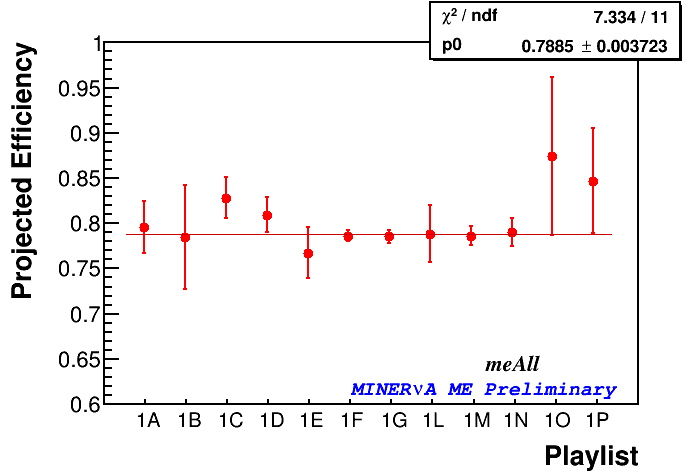 χ² / ndf 7.334 / 11
p0 0.7885 ± 0.003723
Projected Efficiency
1
0.95
0.9
0.85
0.8
0.75
0.7
0.65
0.6
meAll
MINERνA ME Preliminary
1A 1B 1C 1D 1E 1F 1G 1L 1M 1N 1O 1P
Playlist